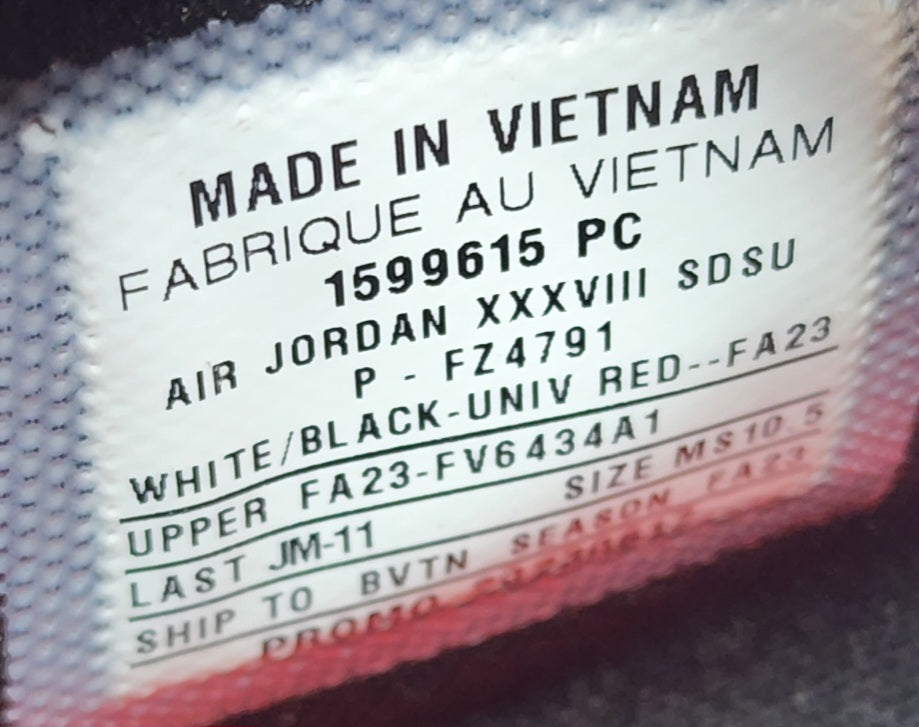 MADE IN VIETNAM
FABRIQUE AU VIETNAM
1599615 PC
AIR JORDAN XXXVIII SDSU
P - FZ4791
WHITE/BLACK-UNIV RED--FA23
UPPER FA23-FV6434A1
LAST JM-11 SIZE MS10.5
SHIP TO BVTN SEASON FA23
PROMO